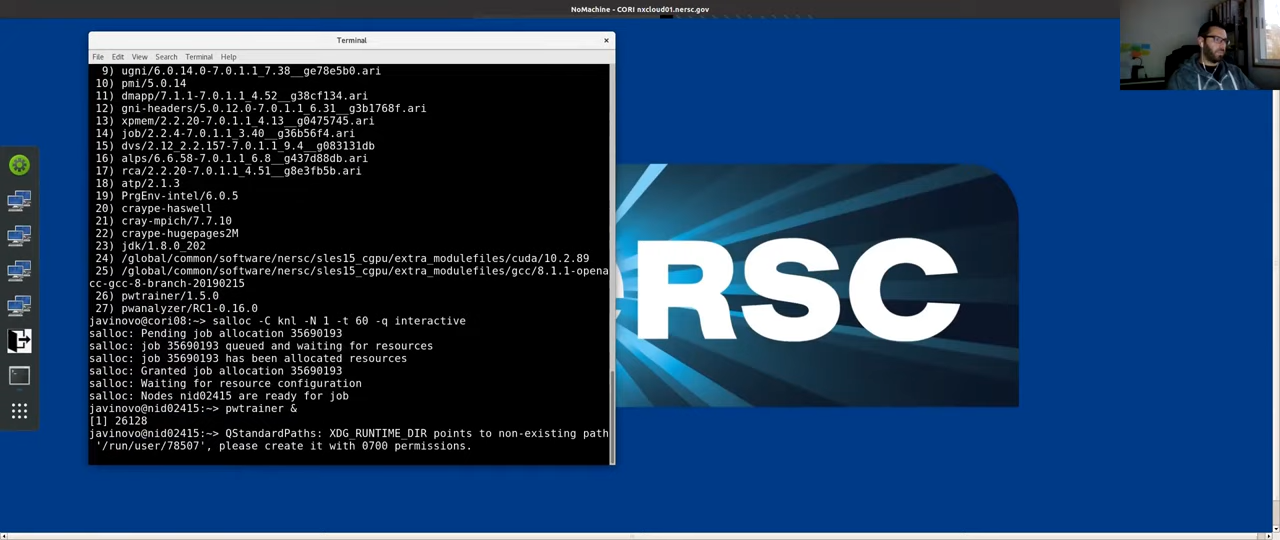 NoMachine - CORI nxcloud01.nersc.gov
Terminal
File Edit View Search Terminal Help
9) ugni/6.0.14.0-7.0.1.1_7.38__ge78e5b0.ari
10) pmi/5.0.14
11) dmapp/7.1.1-7.0.1.1_4.52__g38cf134.ari
12) gni-headers/5.0.12.0-7.0.1.1_6.31__g3b1768f.ari
13) xpmem/2.2.20-7.0.1.1_4.13__g0475745.ari
14) job/2.2.4-7.0.1.1_3.40__g36b56f4.ari
15) dvs/2.12_2.2.157-7.0.1.1_9.4__g083131db
16) alps/6.6.58-7.0.1.1_6.8__g437d88db.ari
17) rca/2.2.20-7.0.1.1_4.51__g8e3fb5b.ari
18) atp/2.1.3
19) PrgEnv-intel/6.0.5
20) craype-haswell
21) cray-mpich/7.7.10
22) craype-hugepages2M
23) jdk/1.8.0_202
24) /global/common/software/nersc/sles15_cgpu/extra_modulefiles/cuda/10.2.89
25) /global/common/software/nersc/sles15_cgpu/extra_modulefiles/gcc/8.1.1-opena
cc-gcc-8-branch-20190215
26) pwtrainer/1.5.0
27) pwanalyzer/RC1-0.16.0
javinovo@cori08:~> salloc -C knl -N 1 -t 60 -q interactive
salloc: Pending job allocation 35690193
salloc: job 35690193 queued and waiting for resources
salloc: job 35690193 has been allocated resources
salloc: Granted job allocation 35690193
salloc: Waiting for resource configuration
salloc: Nodes nid02415 are ready for job
javinovo@nid02415:~> pwtrainer &
[1] 26128
javinovo@nid02415:~> QStandardPaths: XDG_RUNTIME_DIR points to non-existing path
'/run/user/78507', please create it with 0700 permissions.
RSC